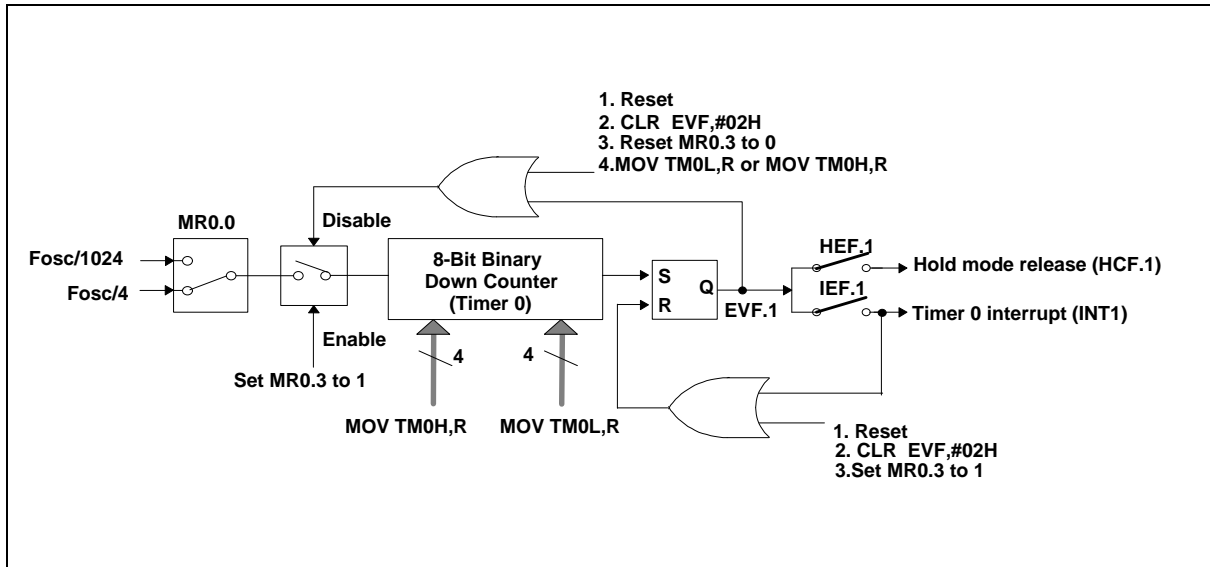 1. Reset
2. CLR EVF,#02H
3. Reset MR0.3 to 0
4.MOV TM0L,R or MOV TM0H,R
MR0.0
Disable
Fosc/1024
Fosc/4
8-Bit Binary
Down Counter
(Timer 0)
S
R
Q
EVF.1
HEF.1
Hold mode release (HCF.1)
IEF.1
Timer 0 interrupt (INT1)
Enable
Set MR0.3 to 1
4
4
MOV TM0H,R
MOV TM0L,R
1. Reset
2. CLR EVF,#02H
3.Set MR0.3 to 1